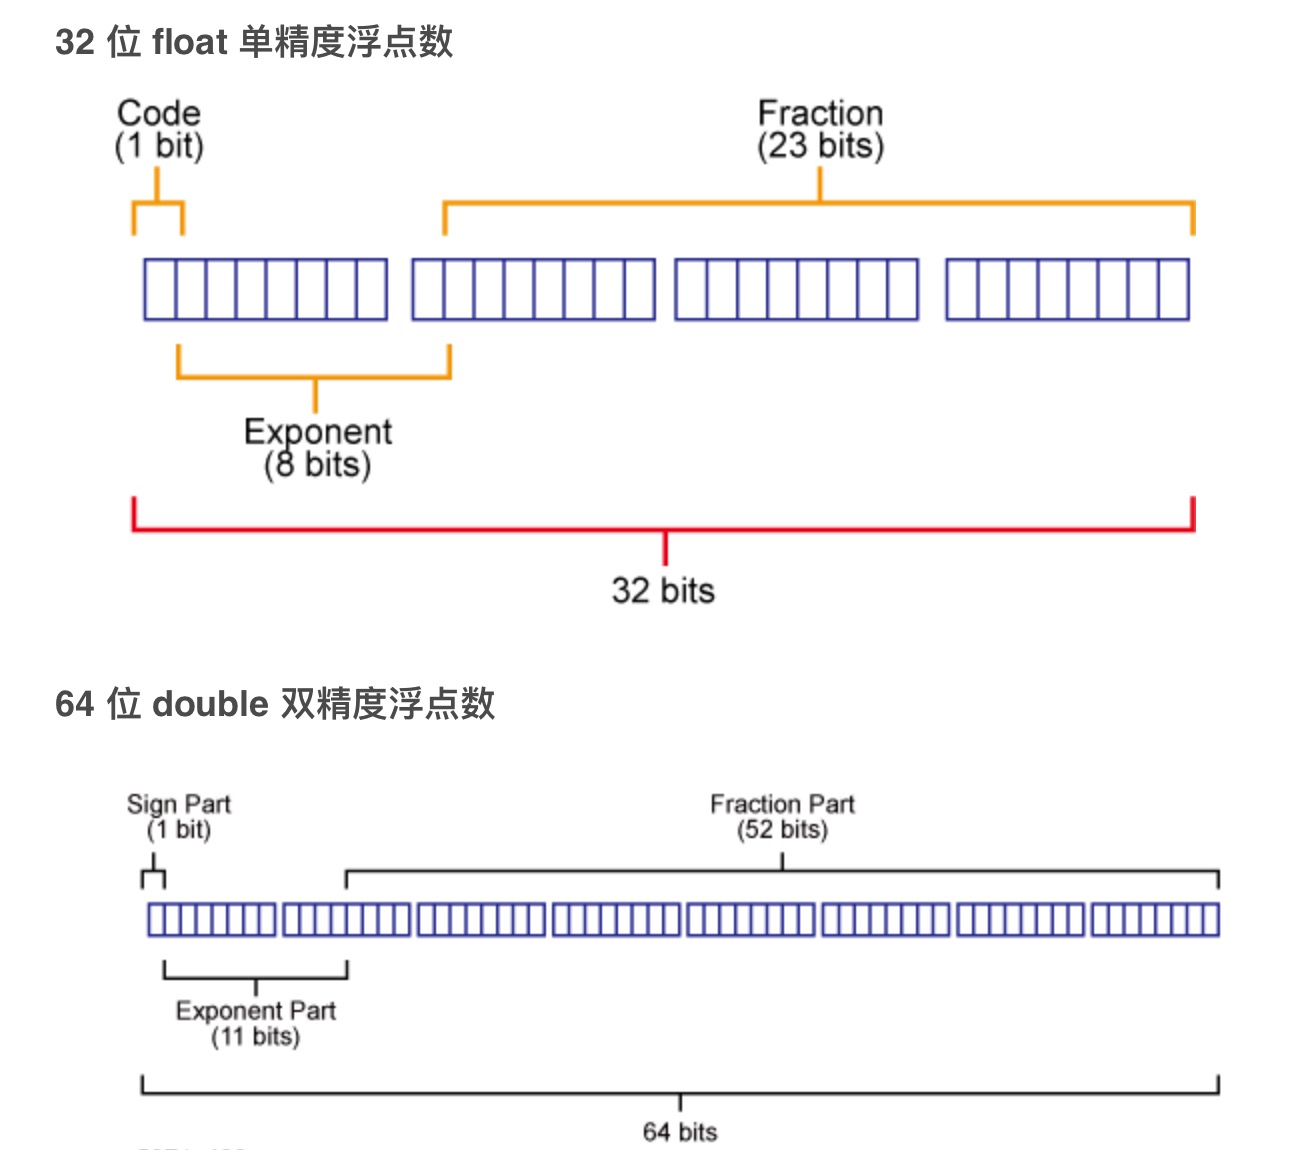 32 位 float 单精度浮点数
Code
(1 bit)
Fraction
(23 bits)
Exponent
(8 bits)
32 bits
64 位 double 双精度浮点数
Sign Part
(1 bit)
Fraction Part
(52 bits)
Exponent Part
(11 bits)
64 bits